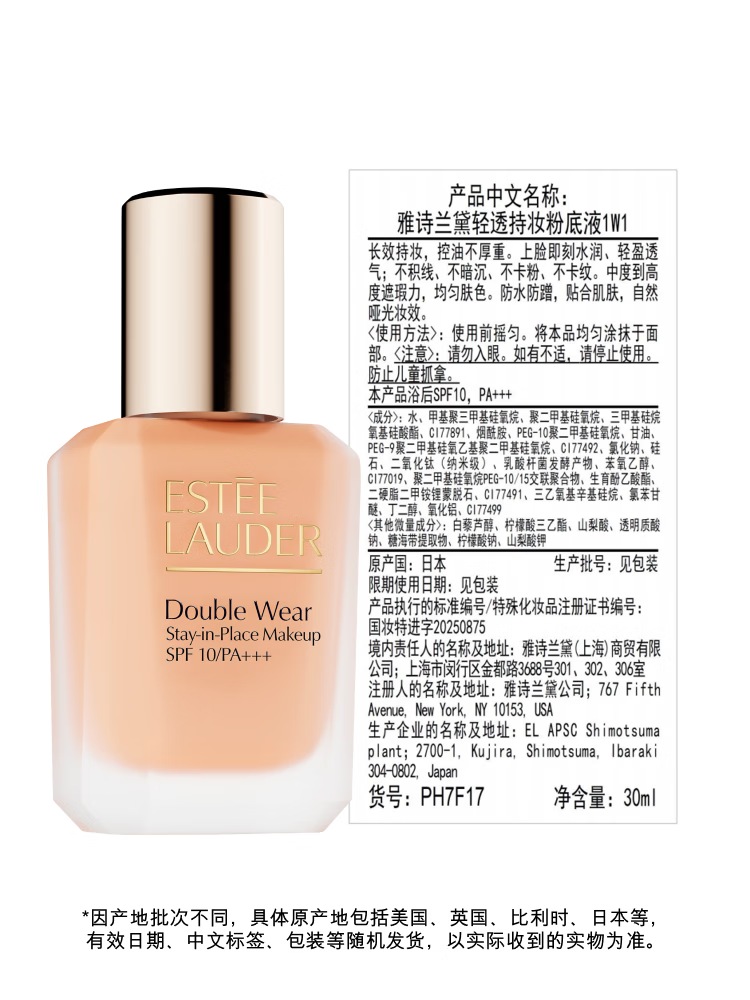 ESTĒE
LAUDER
Double Wear
Stay-in-Place Makeup
SPF 10/PA+++
产品中文名称：
雅诗兰黛轻透持妆粉底液1W1
长效持妆，控油不厚重。上脸即刻水润、轻盈透
气；不积线、不暗沉、不卡粉、不卡纹。中度到高
度遮瑕力，均匀肤色。防水防蹭，贴合肌肤，自然
哑光妆效。
〈使用方法〉：使用前摇匀。将本品均匀涂抹于面
部。〈注意〉：请勿入眼。如有不适，请停止使用。
防止儿童抓拿。
本产品浴后SPF10，PA+++
〈成分〉：水、甲基聚三甲基硅氧烷、聚二甲基硅氧烷、三甲基硅烷
氧基硅酸酯、CI77891、烟酰胺、PEG-10聚二甲基硅氧烷、甘油、
PEG-9聚二甲基硅氧乙基聚二甲基硅氧烷、CI77492、氯化钠、硅
石、二氧化钛（纳米级）、乳酸杆菌发酵产物、苯氧乙醇、
CI77019、聚二甲基硅氧烷PEG-10/15交联聚合物、生育酚乙酸酯、
二硬脂二甲铵锂蒙脱石、CI77491、三乙氧基辛基硅烷、氯苯甘
醚、丁二醇、氧化铝、CI77499
〈其他微量成分〉：白藜芦醇、柠檬酸三乙酯、山梨酸、透明质酸
钠、糖海带提取物、柠檬酸钠、山梨酸钾
原产国：日本 生产批号：见包装
限期使用日期：见包装
产品执行的标准编号/特殊化妆品注册证书编号：
国妆特进字20250875
境内责任人的名称及地址：雅诗兰黛(上海)商贸有限
公司；上海市闵行区金都路3688号301、302、306室
注册人的名称及地址：雅诗兰黛公司；767 Fifth
Avenue, New York, NY 10153, USA
生产企业的名称及地址：EL APSC Shimotsuma
plant; 2700-1, Kujira, Shimotsuma, Ibaraki
304-0802, Japan
货号：PH7F17 净含量：30ml
*因产地批次不同，具体原产地包括美国、英国、比利时、日本等，
有效日期、中文标签、包装等随机发货，以实际收到的实物为准。